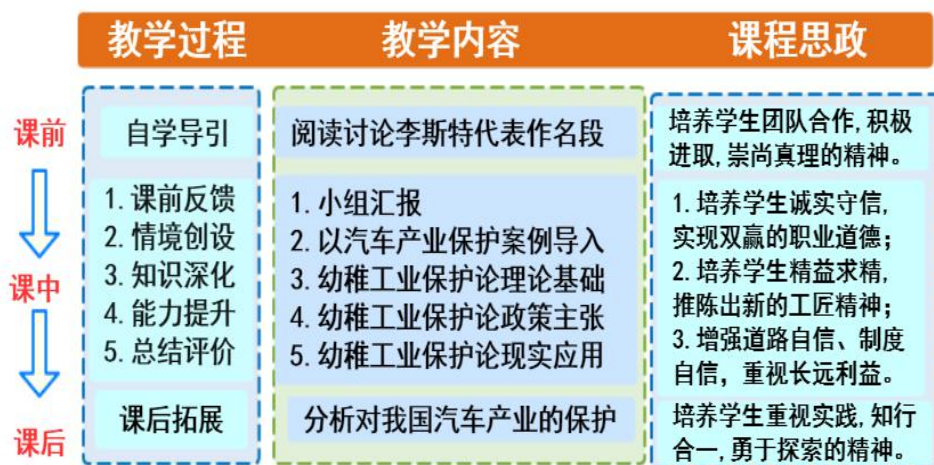 教学过程 教学内容 课程思政
课前
自学导引
阅读讨论李斯特代表作名段
培养学生团队合作,积极
进取,崇尚真理的精神。
课中
1. 课前反馈
2. 情境创设
3. 知识深化
4. 能力提升
5. 总结评价
1. 小组汇报
2. 以汽车产业保护案例导入
3. 幼稚工业保护论理论基础
4. 幼稚工业保护论政策主张
5. 幼稚工业保护论现实应用
1. 培养学生诚实守信,
实现双赢的职业道德;
2. 培养学生精益求精,
推陈出新的工匠精神;
3. 增强道路自信、制度
自信，重视长远利益。
课后
课后拓展
分析对我国汽车产业的保护
培养学生重视实践,知行
合一,勇于探索的精神。